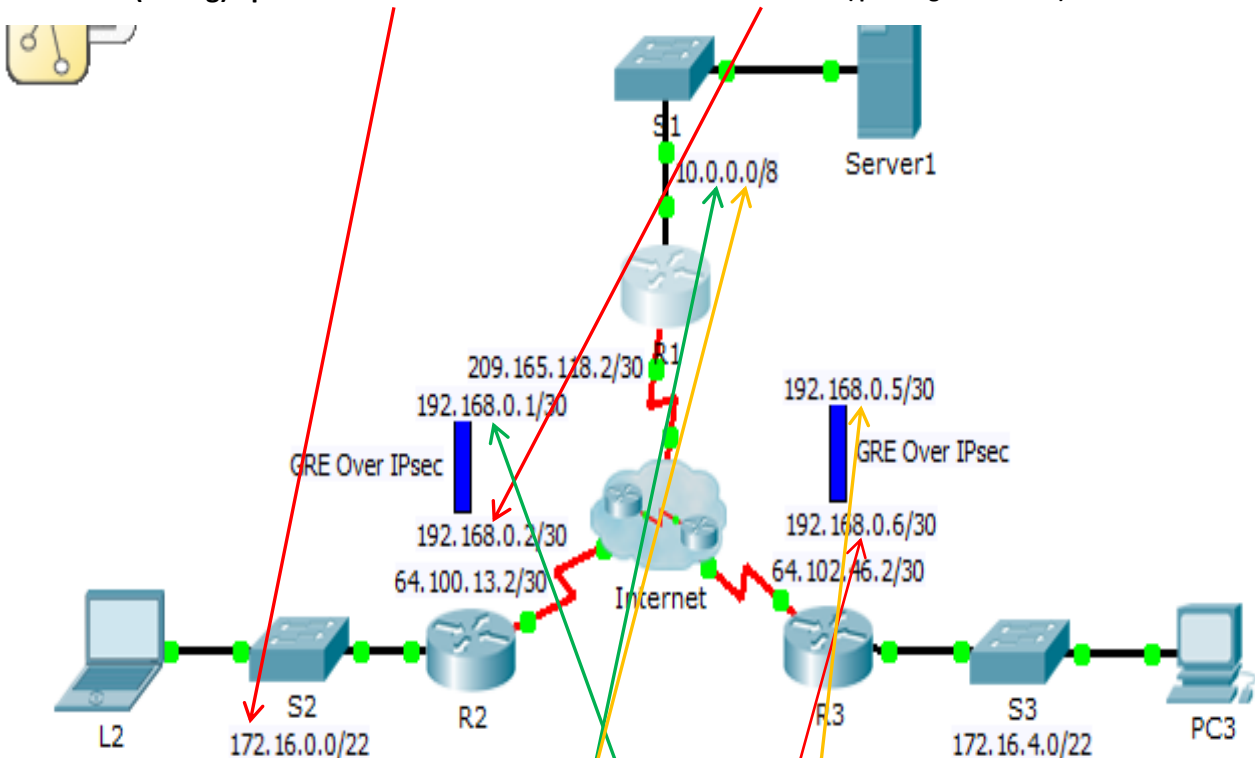 S1
Server1
10.0.0.0/8
R1
209.165.118.2/30
192.168.0.1/30
192.168.0.5/30
GRE Over IPsec
GRE Over IPsec
192.168.0.2/30
192.168.0.6/30
64.100.13.2/30
64.102.46.2/30
Internet
L2
S2
R2
R3
S3
PC3
172.16.0.0/22
172.16.4.0/22